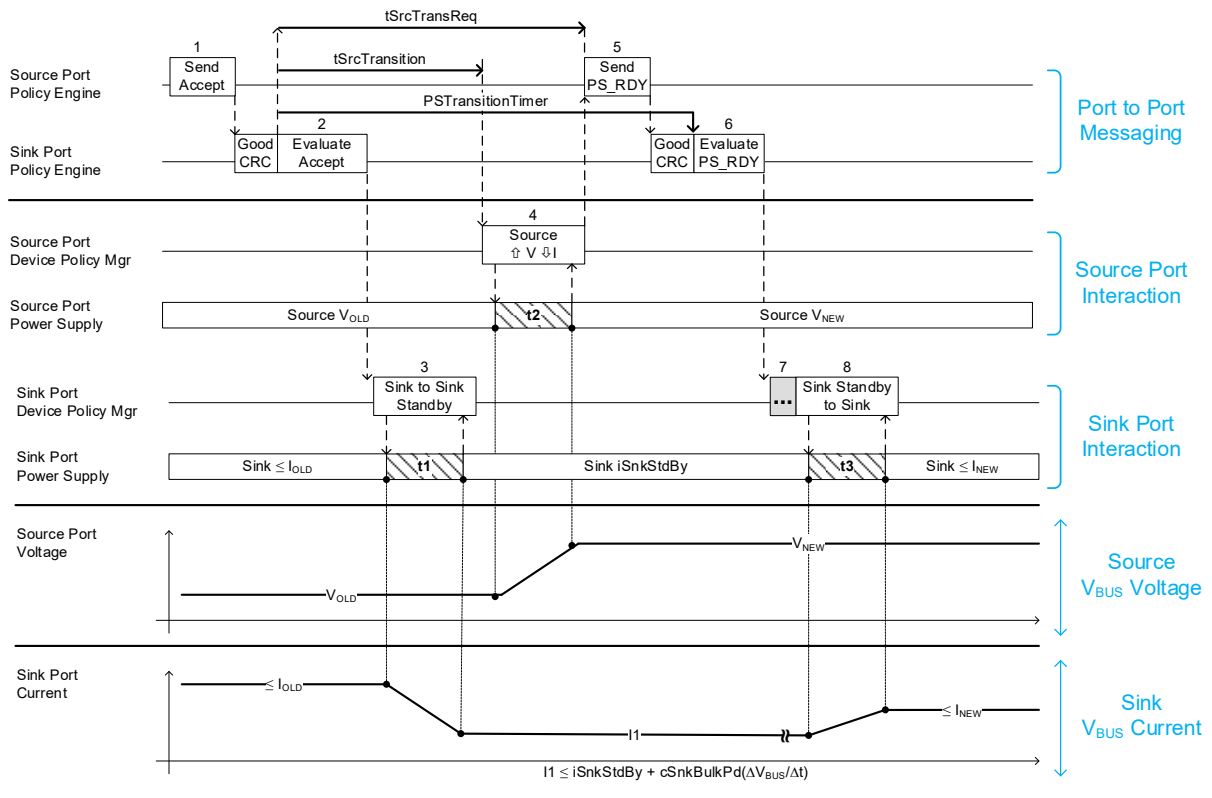 tSrcTransReq
1
5
Source Port
Policy Engine
Send
Accept
tSrcTransition
Send
PS_RDY
PSTransitionTimer
2
6
Sink Port
Policy Engine
Good
CRC
Evaluate
Accept
Good
CRC
Evaluate
PS_RDY
Port to Port
Messaging
4
Source Port
Device Policy Mgr
Source
⇧ V ⇩I
Source Port
Power Supply
Source VOLD
t2
Source VNEW
Source Port
Interaction
3
7
8
Sink Port
Device Policy Mgr
Sink to Sink
Standby
...
Sink Standby
to Sink
Sink Port
Power Supply
Sink ≤ IOLD
t1
Sink iSnkStdBy
t3
Sink ≤ INEW
Sink Port
Interaction
Source Port
Voltage
VOLD
VNEW
Source
VBUS Voltage
Sink Port
Current
≤ IOLD
I1
≤ INEW
I1 ≤ iSnkStdBy + cSnkBulkPd(ΔVBUS/Δt)
Sink
VBUS Current